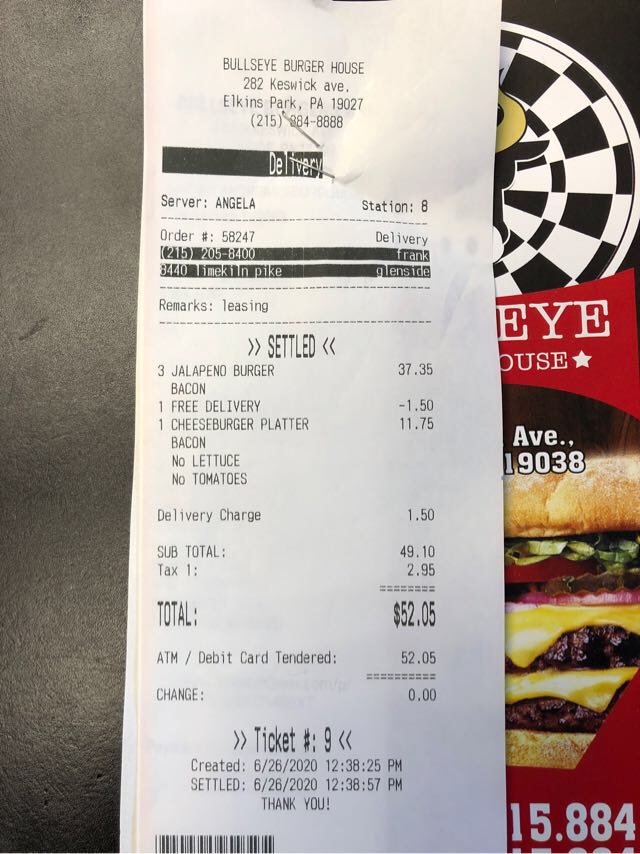 BULLSEYE BURGER HOUSE
282 Keswick ave.
Elkins Park, PA 19027
(215) 884-8888
Delivery
Server: ANGELA Station: 8
Order #: 58247 Delivery
(215) 205-8400 frank
8440 limekiln pike glenside
Remarks: leasing
>> SETTLED <<
3 JALAPENO BURGER 37.35
BACON
1 FREE DELIVERY -1.50
1 CHEESEBURGER PLATTER 11.75
BACON
No LETTUCE
No TOMATOES
Delivery Charge 1.50
SUB TOTAL: 49.10
Tax 1: 2.95
========
TOTAL: $52.05
ATM / Debit Card Tendered: 52.05
==========
CHANGE: 0.00
>> Ticket #: 9 <<
Created: 6/26/2020 12:38:25 PM
SETTLED: 6/26/2020 12:38:57 PM
THANK YOU!
EYE
OUSE
Ave.,
19038
15.884